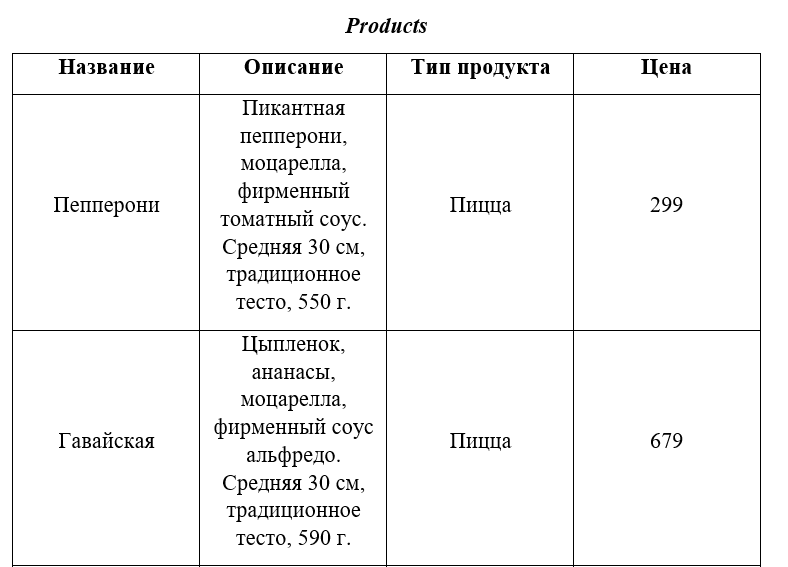 Products
Название Описание Тип продукта Цена
Пикантная
пепперони,
моцарелла,
фирменный
Пепперони томатный соус. Пицца 299
Средняя 30 см,
традиционное
тесто, 550 г.
Цыпленок,
ананасы,
моцарелла,
фирменный соус
Гавайская альфредо. Пицца 679
Средняя 30 см,
традиционное
тесто, 590 г.